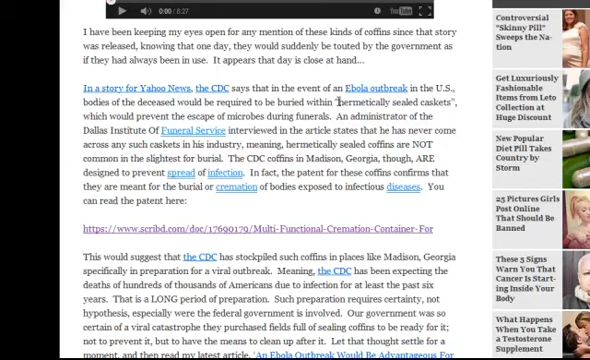 0:00 / 8:27
YouTube
I have been keeping my eyes open for any mention of these kinds of coffins since that story
was released, knowing that one day, they would suddenly be touted by the government as
if they had always been in use.  It appears that day is close at hand...
In a story for Yahoo News, the CDC says that in the event of an Ebola outbreak in the U.S.,
bodies of the deceased would be required to be buried within "hermetically sealed caskets",
which would prevent the escape of microbes during funerals.  An administrator of the
Dallas Institute Of Funeral Service interviewed in the article states that he has never come
across any such caskets in his industry, meaning, hermetically sealed coffins are NOT
common in the slightest for burial.  The CDC coffins in Madison, Georgia, though, ARE
designed to prevent spread of infection.  In fact, the patent for these coffins confirms that
they are meant for the burial or cremation of bodies exposed to infectious diseases.  You
can read the patent here:
https://www.scribd.com/doc/17690179/Multi-Functional-Cremation-Container-For
This would suggest that the CDC has stockpiled such coffins in places like Madison, Georgia
specifically in preparation for a viral outbreak.  Meaning, the CDC has been expecting the
deaths of hundreds of thousands of Americans due to infection for at least the past six
years.  That is a LONG period of preparation.  Such preparation requires certainty, not
hypothesis, especially were the federal government is involved.  Our government was so
certain of a viral catastrophe they purchased fields full of sealing coffins to be ready for it;
not to prevent it, but to have the means to clean up after it.  Let that thought settle for a
moment, and then read my latest article, 'An Ebola Outbreak Would Be Advantageous For
Controversial
"Skinny Pill"
Sweeps the Na-
tion
Get Luxuriously
Fashionable
Items from Leto
Collection at
Huge Discount
New Popular
Diet Pill Takes
Country by
Storm
25 Pictures Girls
Post Online
That Should Be
Banned
These 5 Signs
Warn You That
Cancer Is Start-
ing Inside Your
Body
What Happens
When You Take
a Testosterone
Supplement